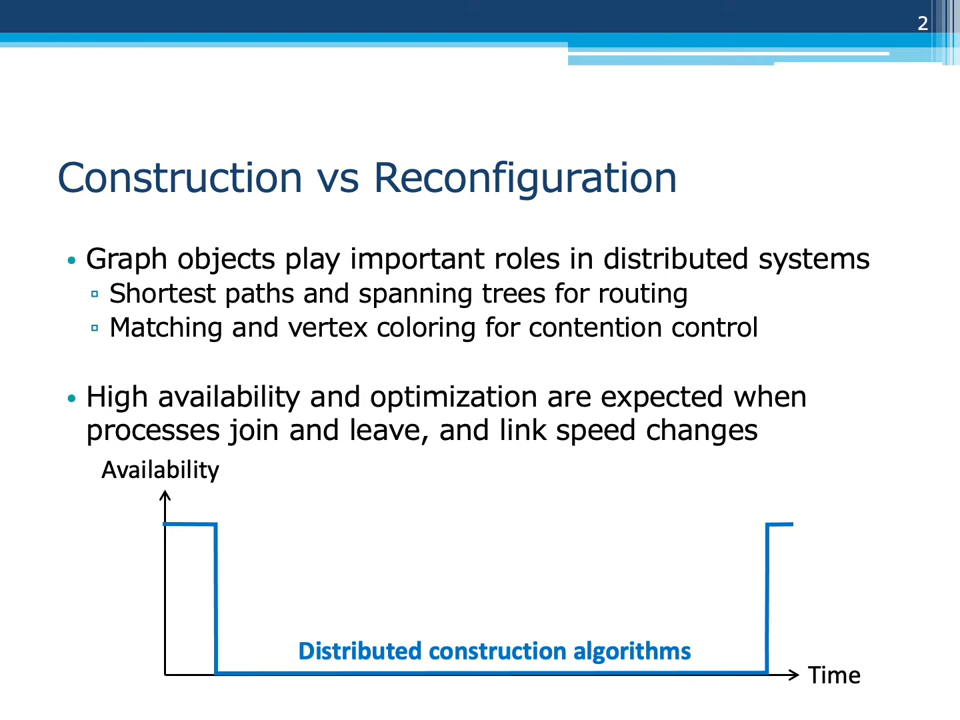 2
Construction vs Reconfiguration
• Graph objects play important roles in distributed systems
▫ Shortest paths and spanning trees for routing
▫ Matching and vertex coloring for contention control
• High availability and optimization are expected when
processes join and leave, and link speed changes
Availability
Distributed construction algorithms
Time